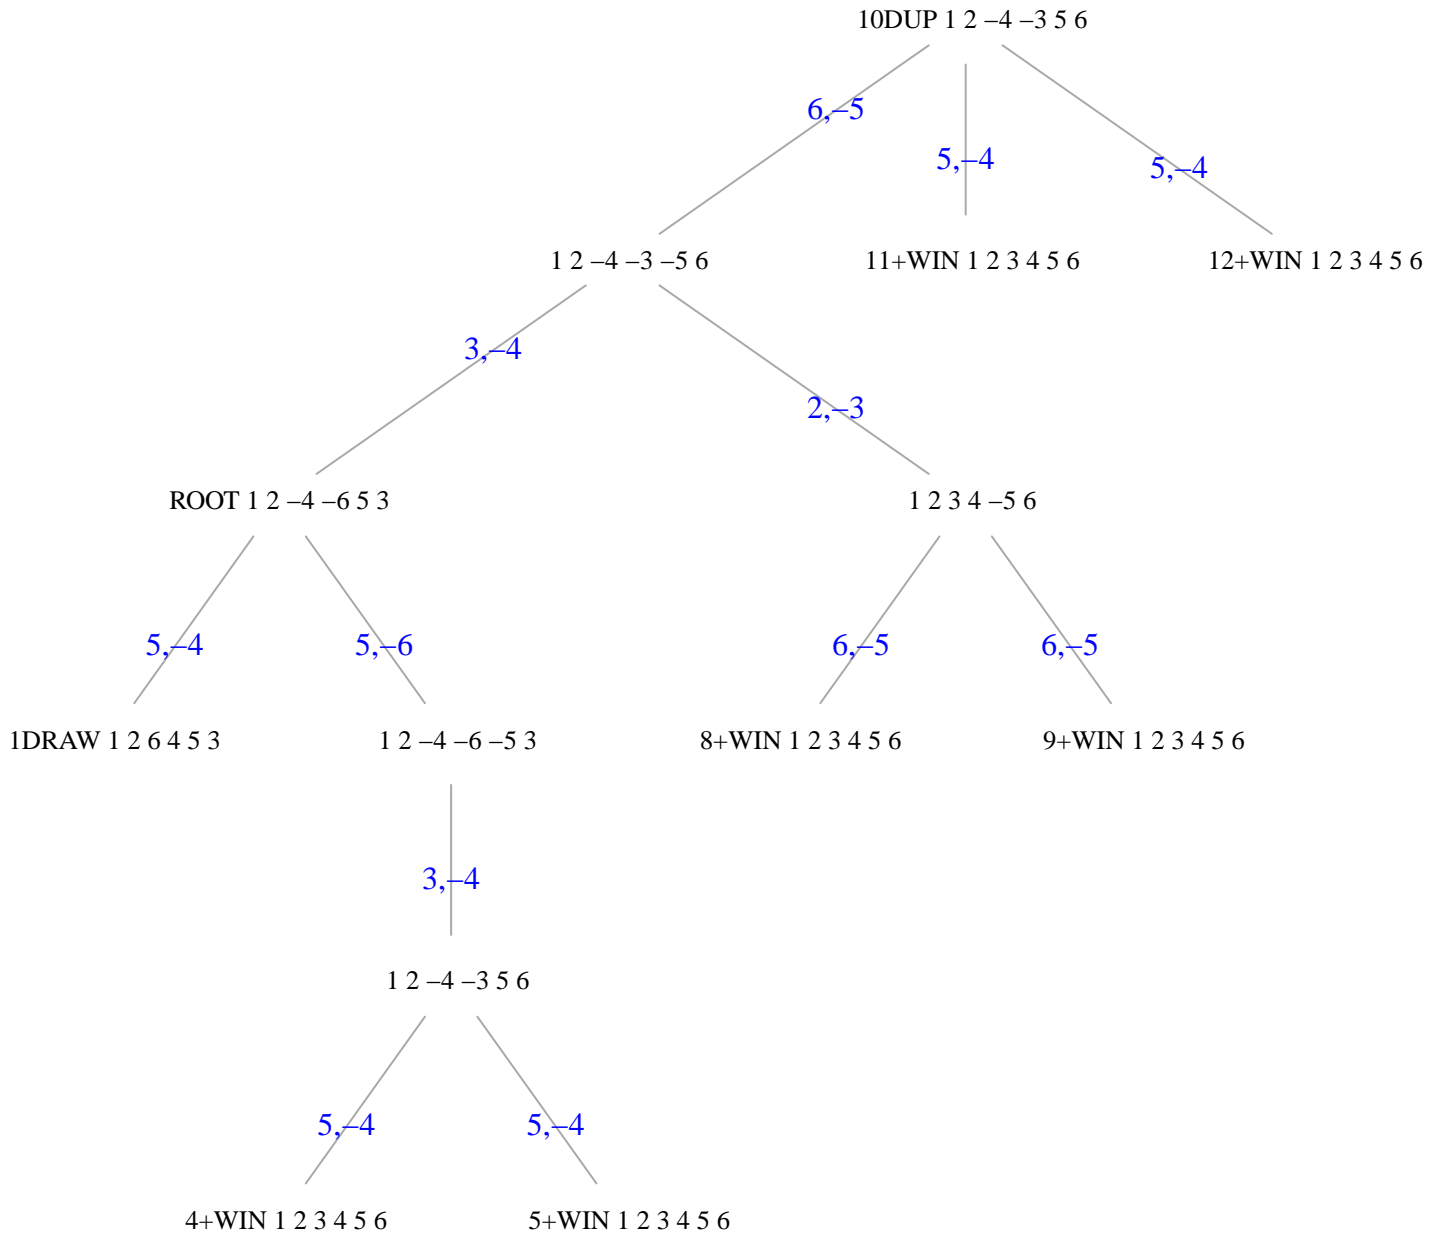 10DUP 1 2 –4 –3 5 6
6,–5
5,–4
5,–4
1 2 –4 –3 –5 6
11+WIN 1 2 3 4 5 6
12+WIN 1 2 3 4 5 6
3,–4
2,–3
ROOT 1 2 –4 –6 5 3
1 2 3 4 –5 6
5,–4
5,–6
6,–5
6,–5
1DRAW 1 2 6 4 5 3
1 2 –4 –6 –5 3
8+WIN 1 2 3 4 5 6
9+WIN 1 2 3 4 5 6
3,–4
1 2 –4 –3 5 6
5,–4
5,–4
4+WIN 1 2 3 4 5 6
5+WIN 1 2 3 4 5 6